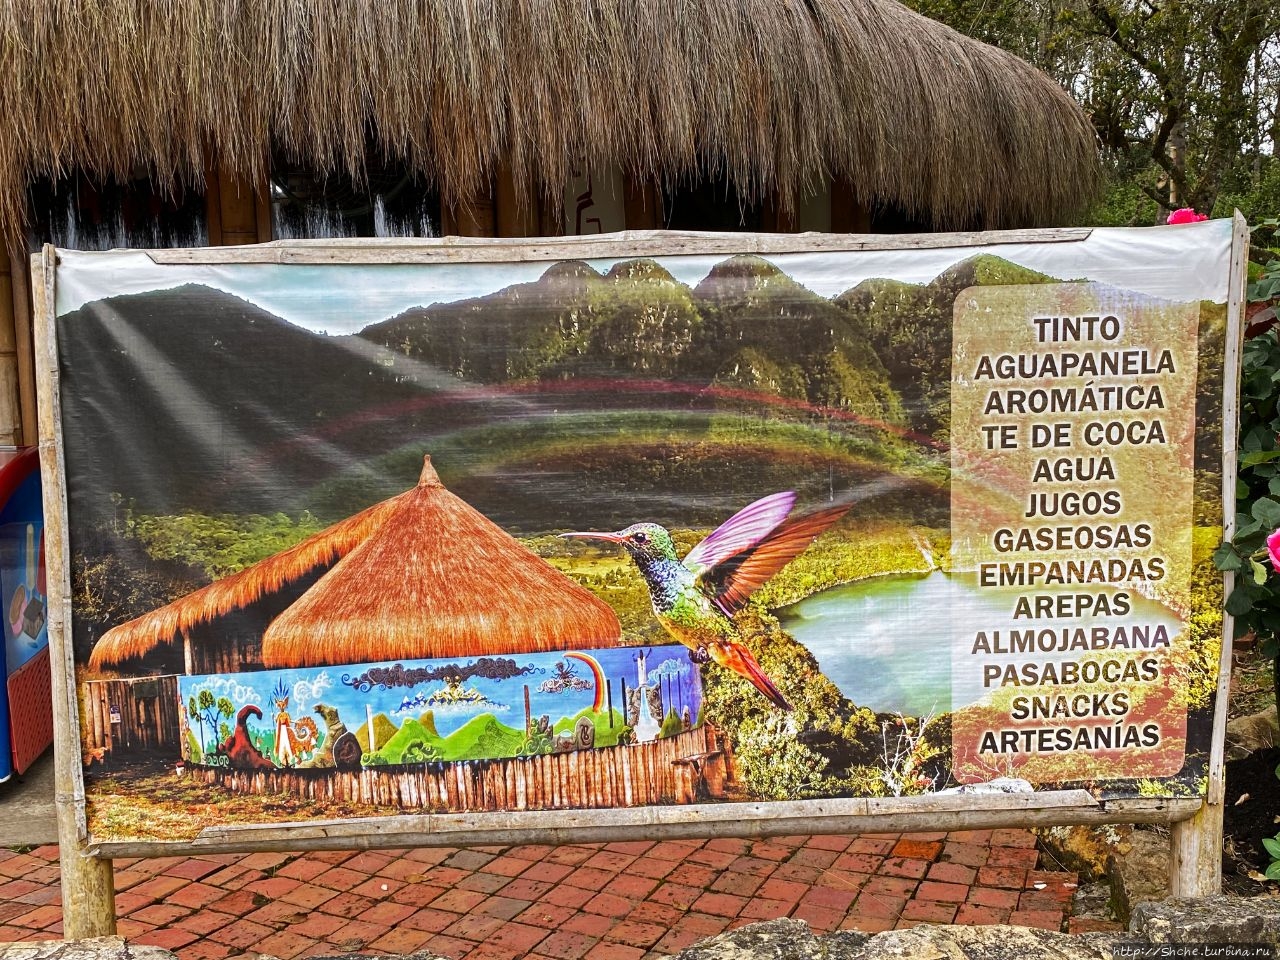 TINTO
AGUAPANELA
AROMÁTICA
TE DE COCA
AGUA
JUGOS
GASEOSAS
EMPANADAS
AREPAS
ALMOJABANA
PASABOCAS
SNACKS
ARTESANÍAS
http://Shche.turbina.ru